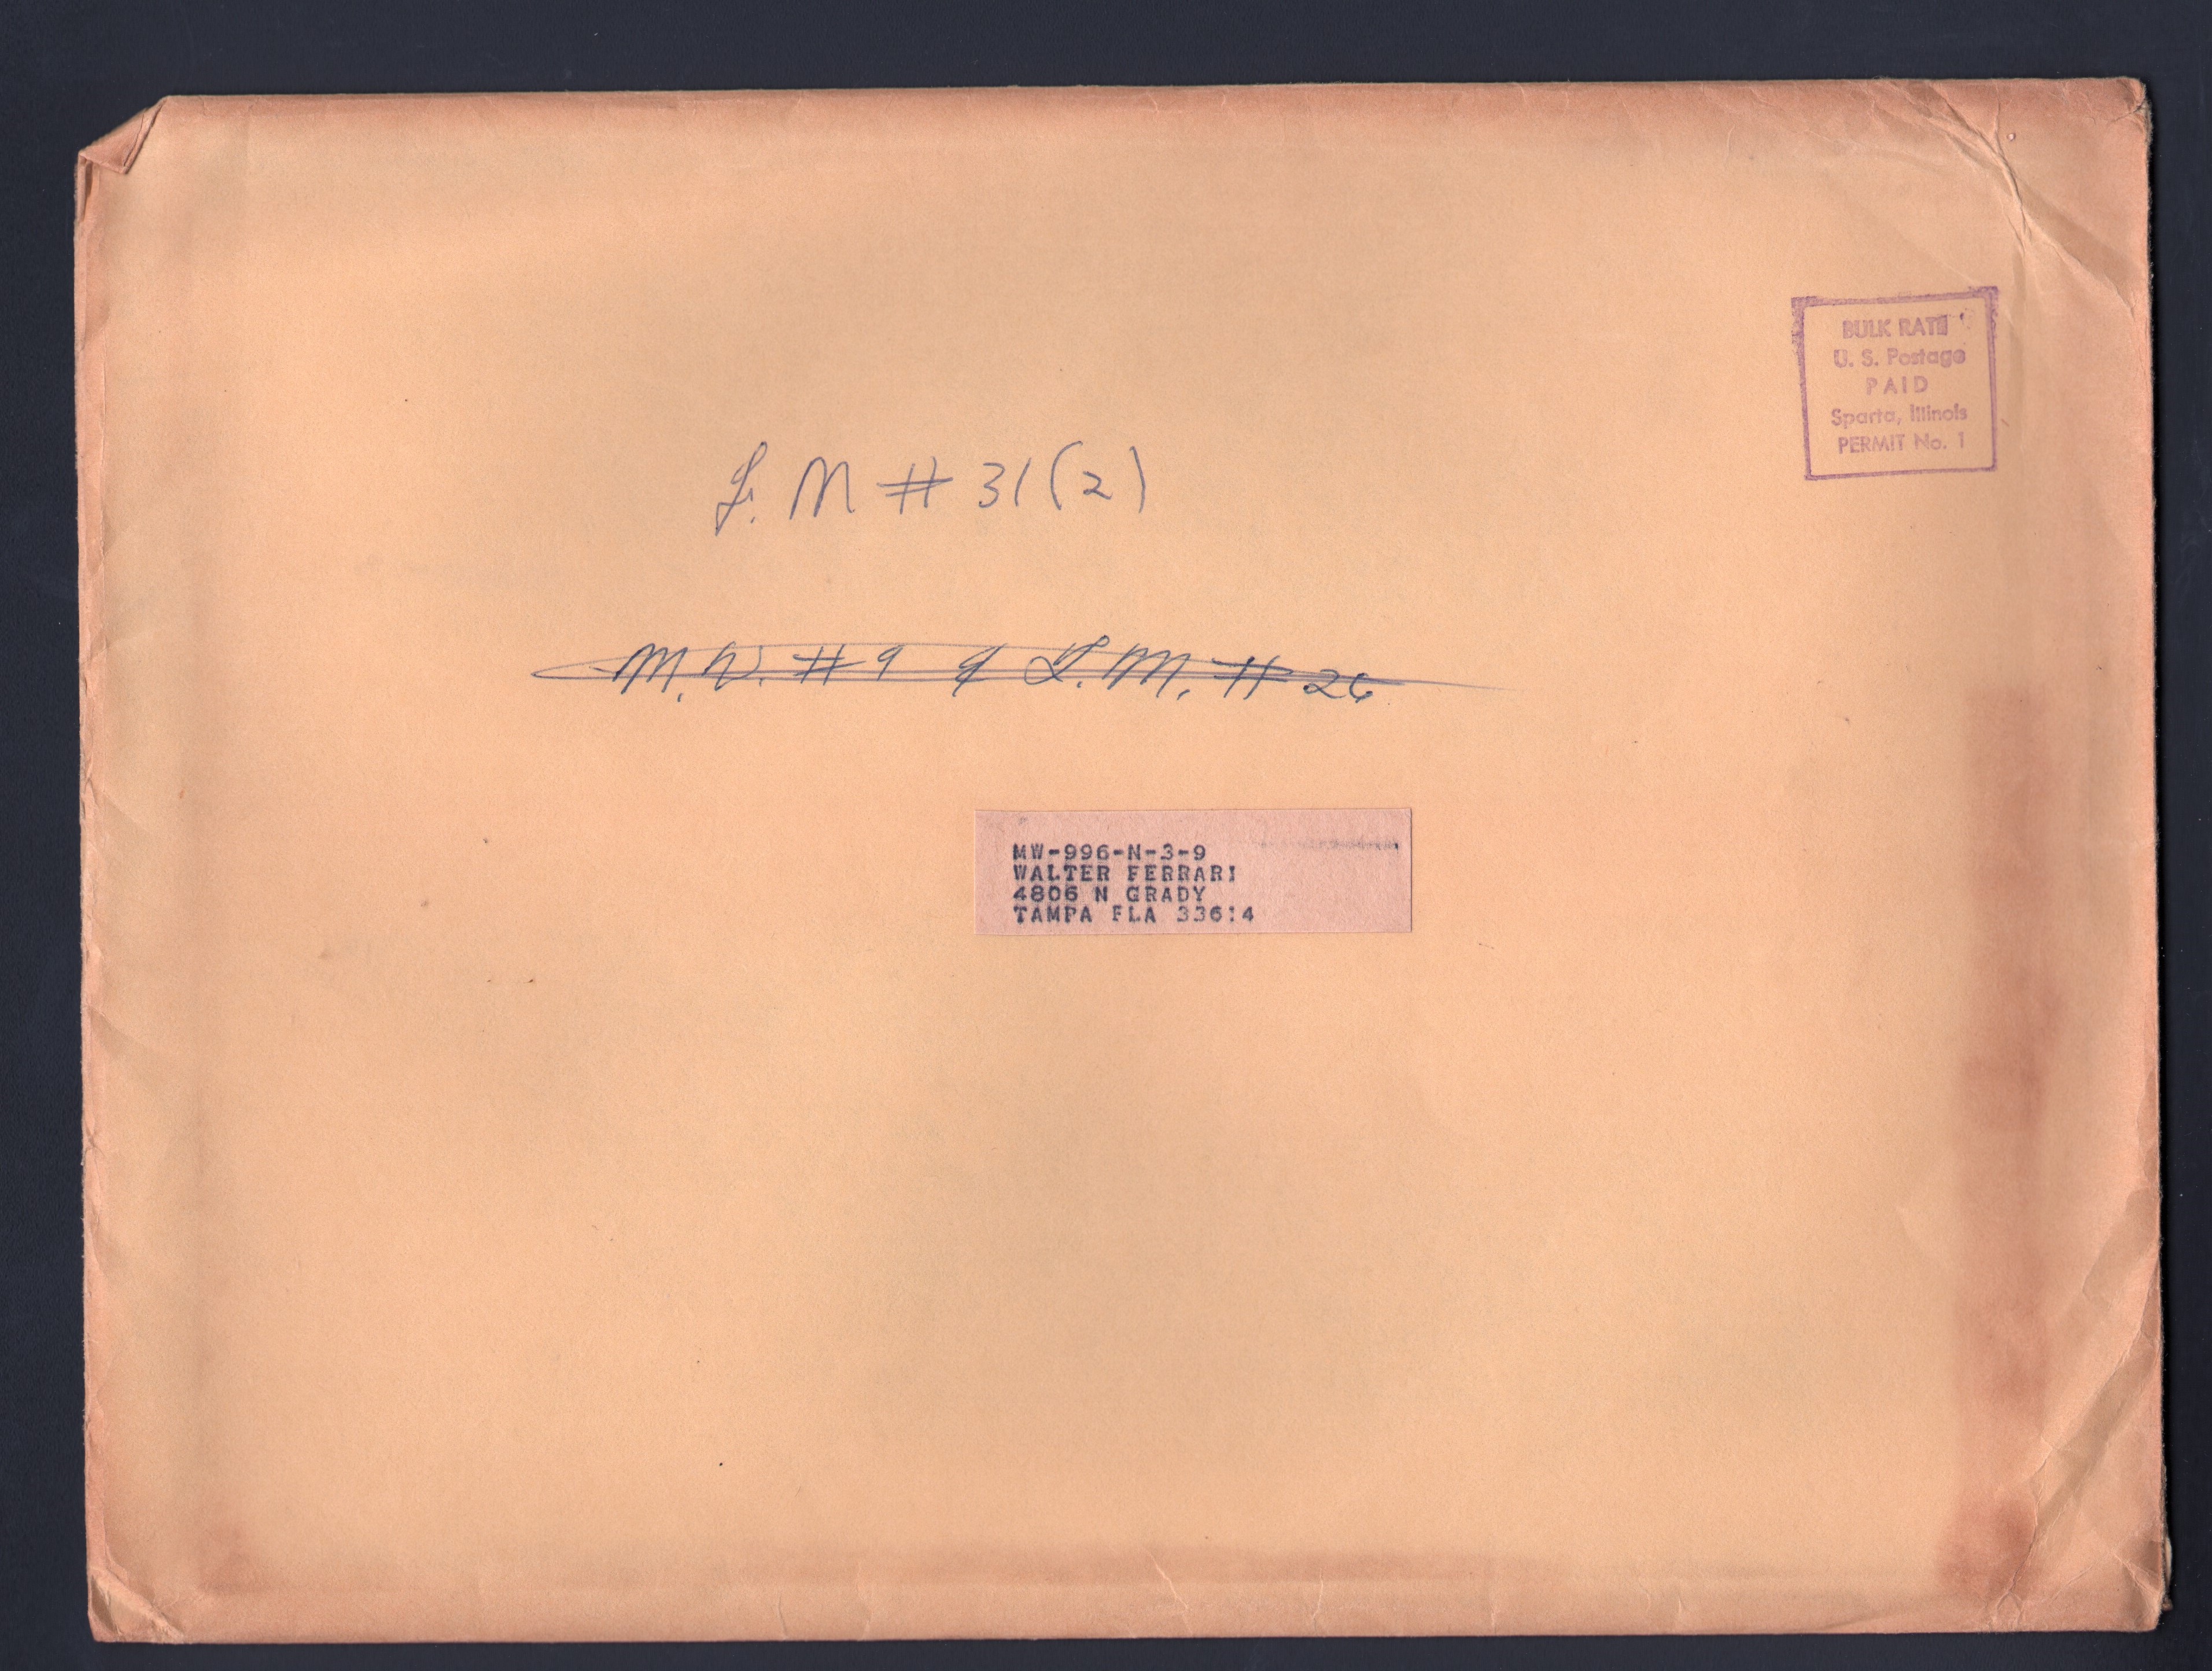 BULK RATE
U. S. Postage
PAID
Sparta, Illinois
PERMIT No. 1
F. M # 31 (2)
M.W. # 9 & F.M. # 26
MW-996-N-3-9
WALTER FERRARI
4806 N GRADY
TAMPA FLA 33614